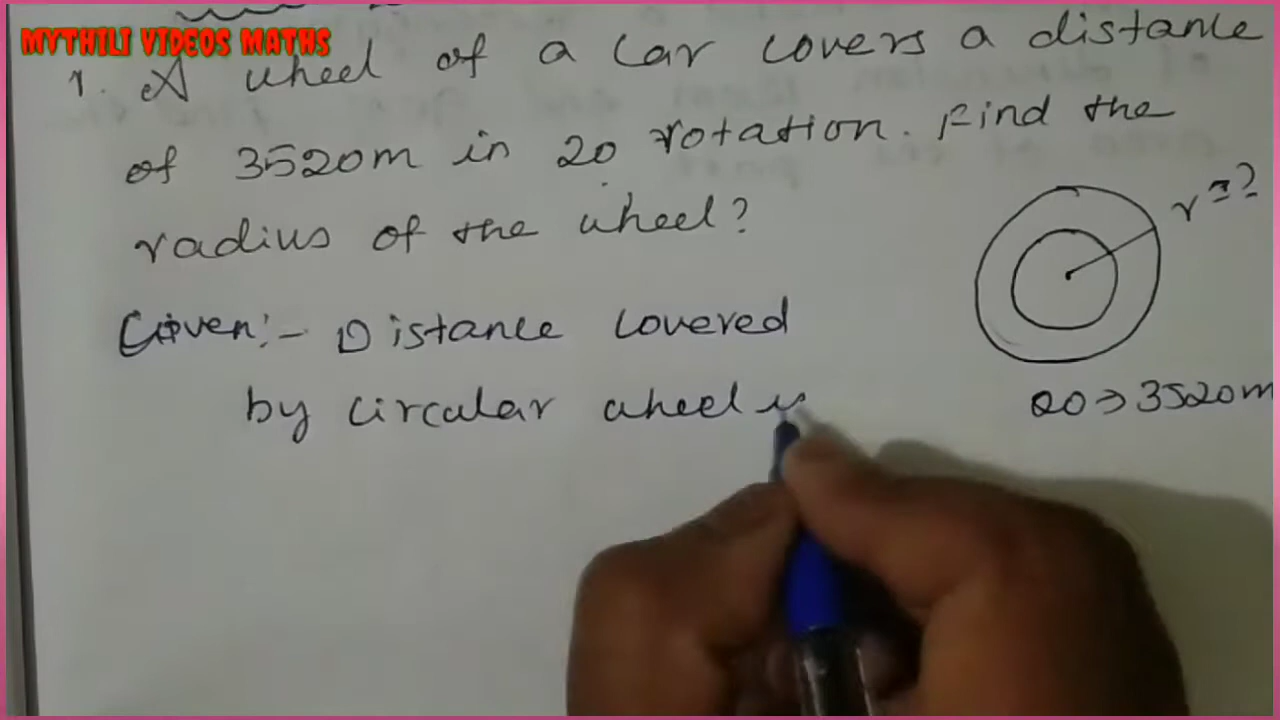 MYTHILI VIDEOS MATHS
1. A wheel of a car covers a distance
of 3520m in 20 rotation. Find the
radius of the wheel?
r = ?
Given:- Distance covered
by circular wheel
20 → 3520m